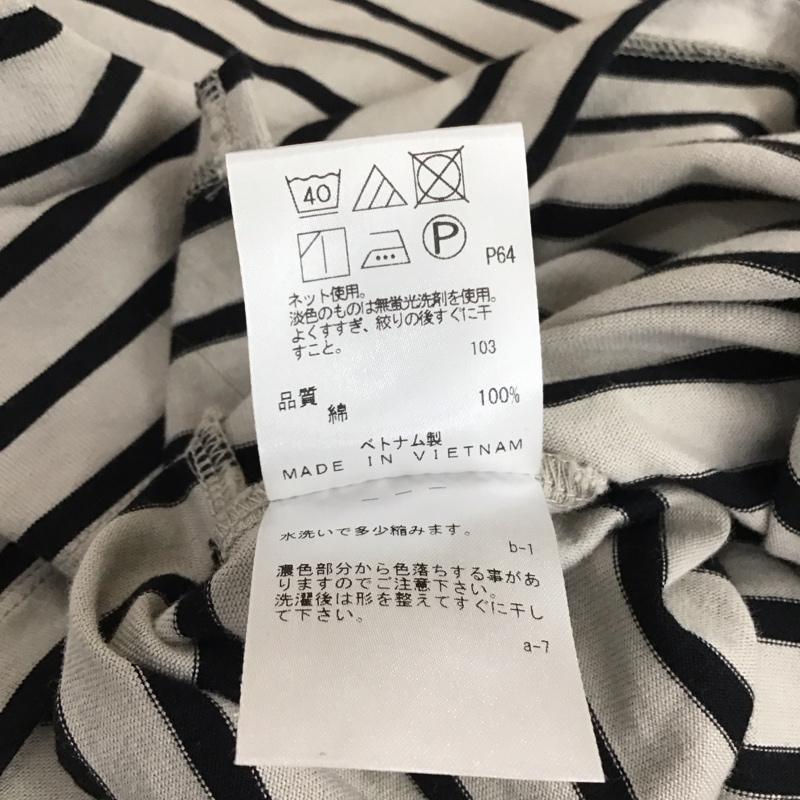 40
P
P64
ネット使用。
淡色のものは無蛍光洗剤を使用。
よくすすぎ、絞りの後すぐに干
すこと。
103
品質
綿
100%
ベトナム製
MADE IN VIETNAM
水洗いで多少縮みます。
b-1
濃色部分から色落ちする事があ
りますのでご注意下さい。
洗濯後は形を整えてすぐに干し
て下さい。
a-7